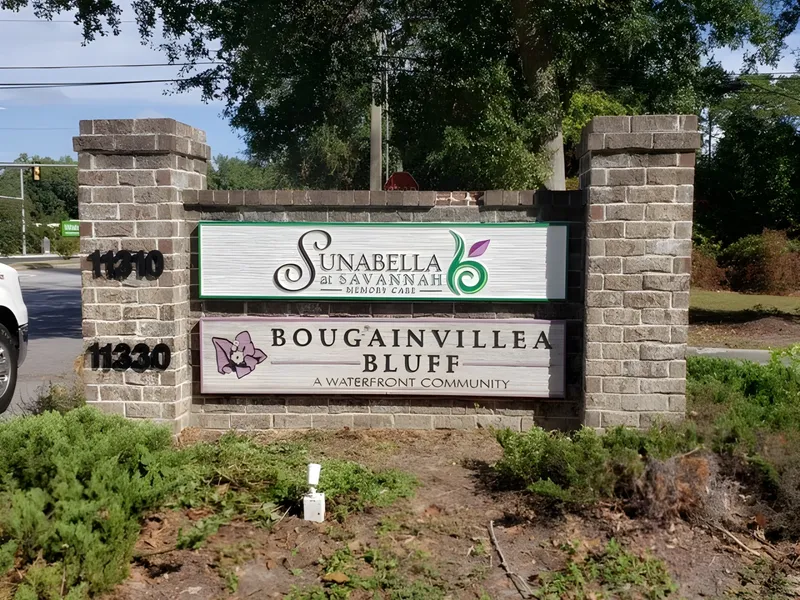 11310
SUNABELLA
at SAVANNAH
MEMORY CARE
11330
BOUGAINVILLEA
BLUFF
A WATERFRONT COMMUNITY